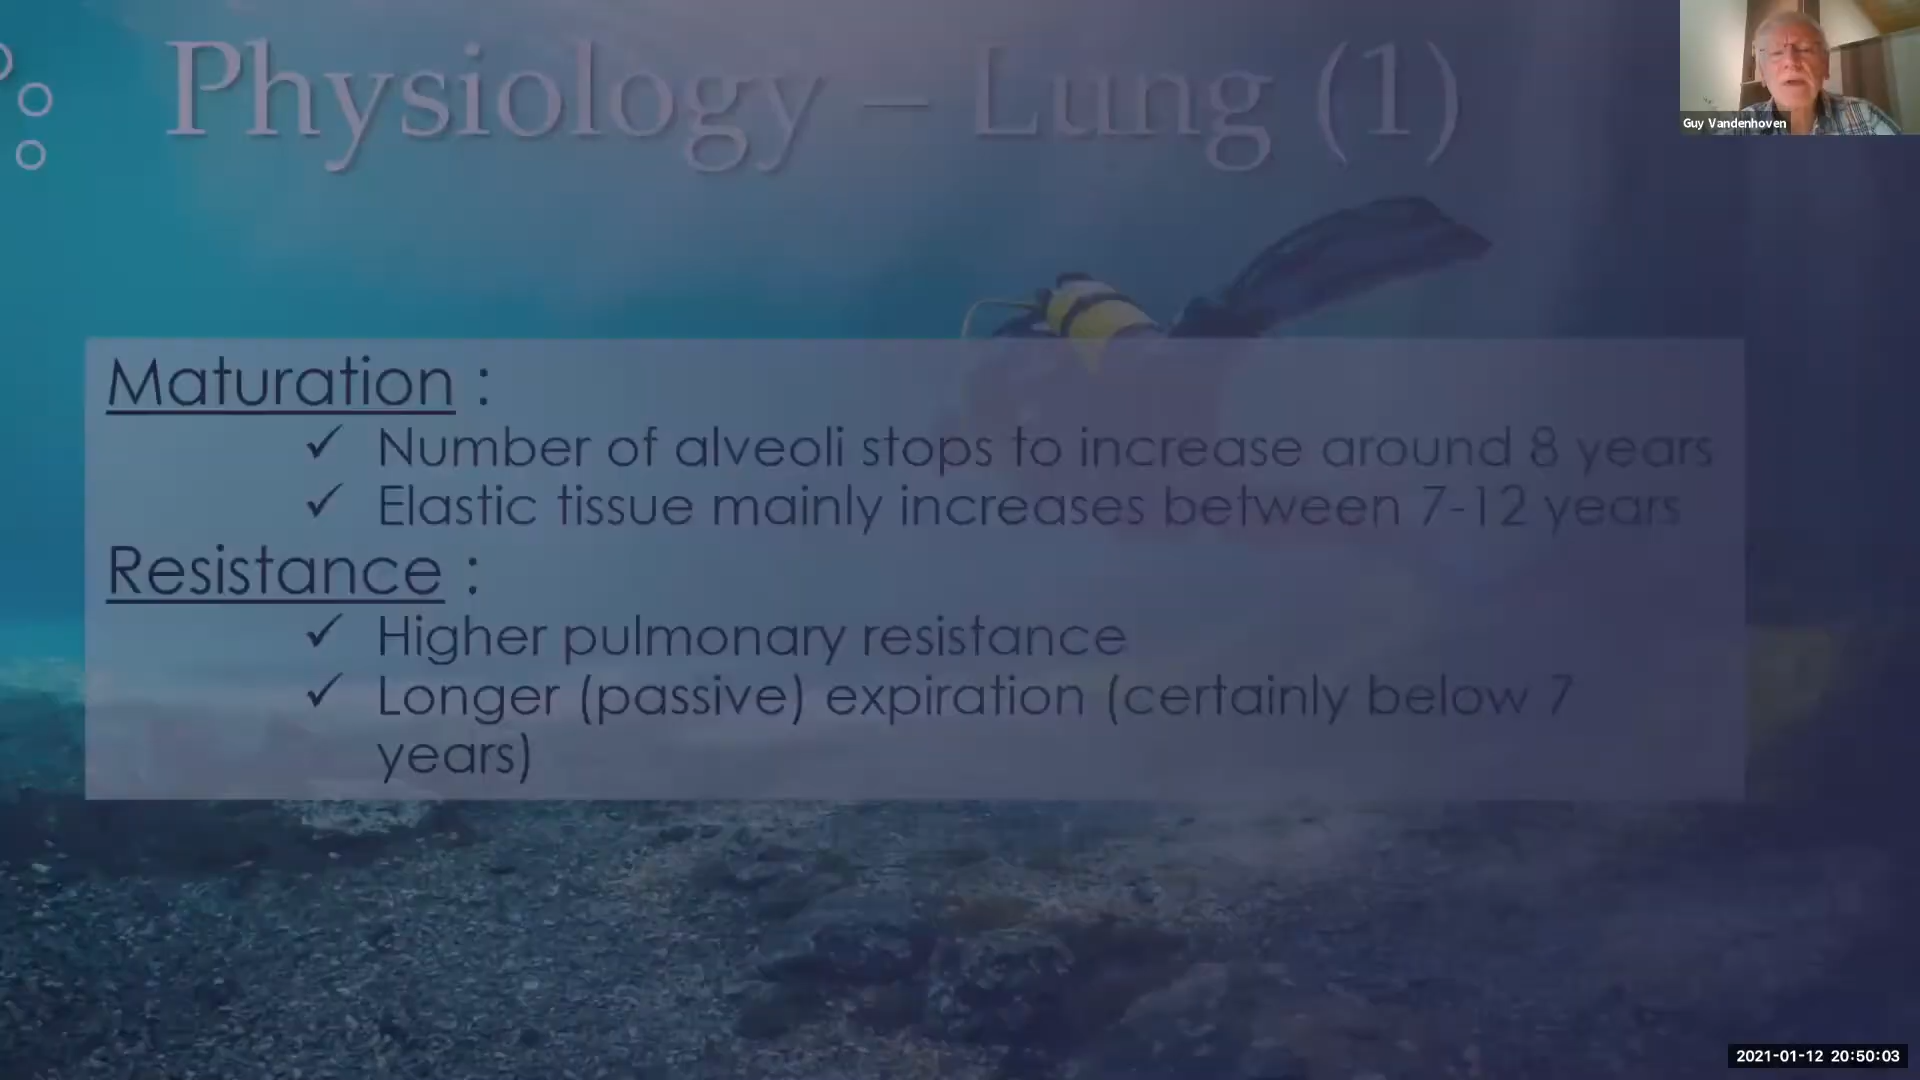 Physiology – Lung (1)
Guy Vandenhoven
Maturation :
✓ Number of alveoli stops to increase around 8 years
✓ Elastic tissue mainly increases between 7-12 years
Resistance :
✓ Higher pulmonary resistance
✓ Longer (passive) expiration (certainly below 7
years)
2021-01-12 20:50:03